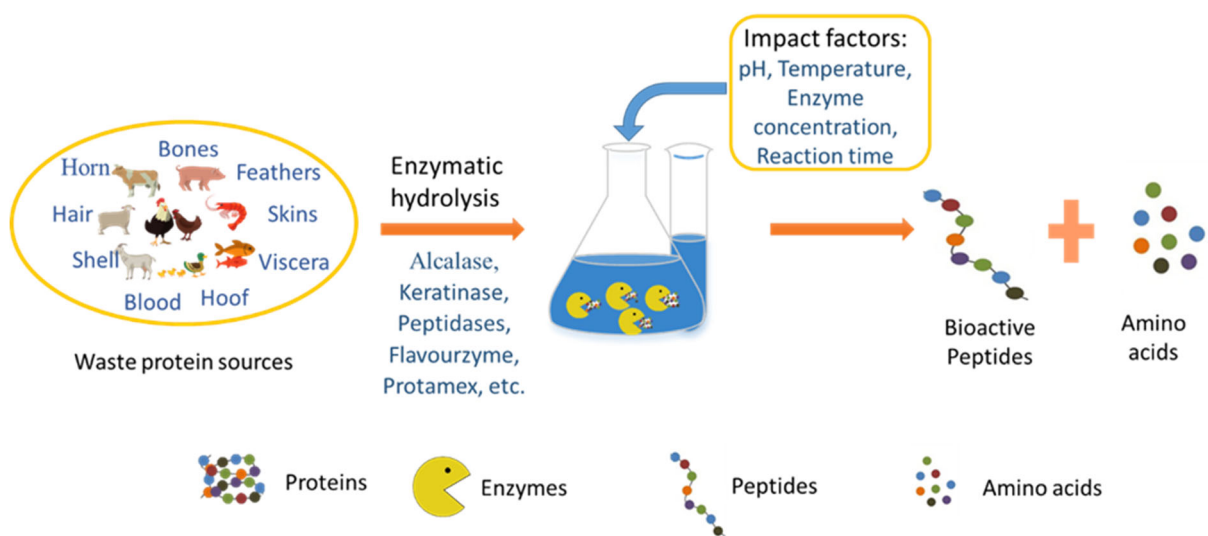 Impact factors:
pH, Temperature,
Enzyme
concentration,
Reaction time
Bones
Horn
Feathers
Hair
Skins
Shell
Viscera
Blood
Hoof
Waste protein sources
Enzymatic
hydrolysis
Alcalase,
Keratinase,
Peptidases,
Flavourzyme,
Protamex, etc.
Bioactive
Peptides
Amino
acids
Proteins
Enzymes
Peptides
Amino acids